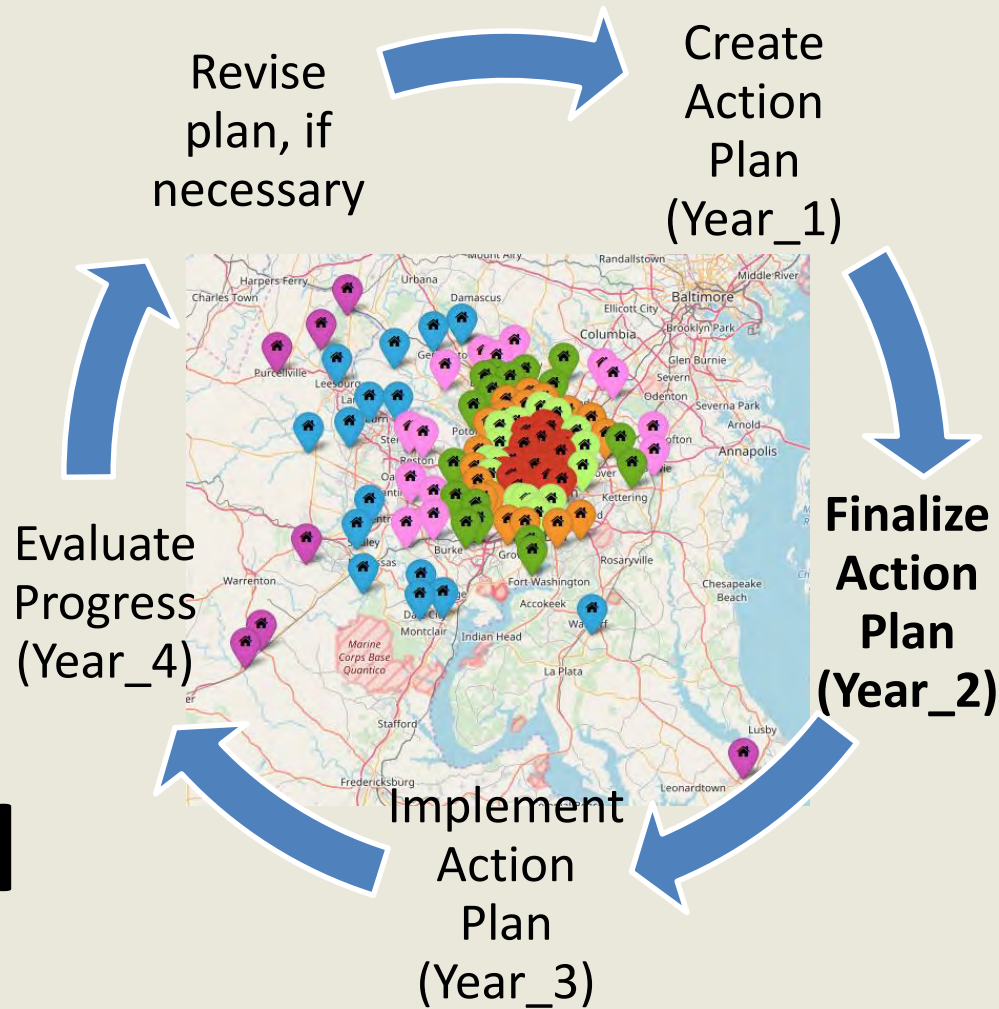 Revise
plan, if
necessary
Create
Action
Plan
(Year_1)
Finalize
Action
Plan
(Year_2)
Implement
Action
Plan
(Year_3)
Evaluate
Progress
(Year_4)
Mount Airy
Randallstown
Harpers Ferry
Urbana
Middle River
Charles Town
Damascus
Baltimore
Ellicott City
Brooklyn Park
Columbia
Glen Burnie
Purcellville
Leesburg
Severn
Odenton
Severna Park
Arnold
Annapolis
Reston
Kettering
Burke
Rosaryville
Warrenton
Fort Washington
Chesapeake
Beach
Accokeek
Montclair
Indian Head
Marine
Corps Base
Quantico
La Plata
Stafford
Lusby
Fredericksburg
Leonardtown